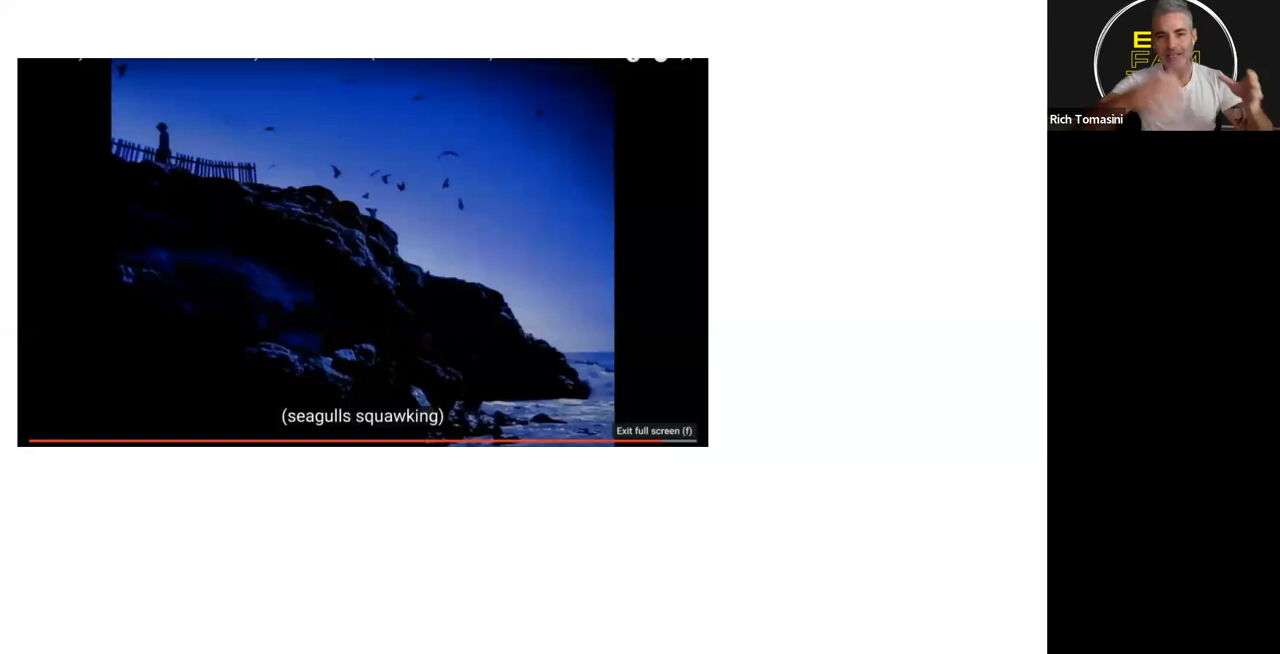 (seagulls squawking)
Exit full screen (f)
Rich Tomasini